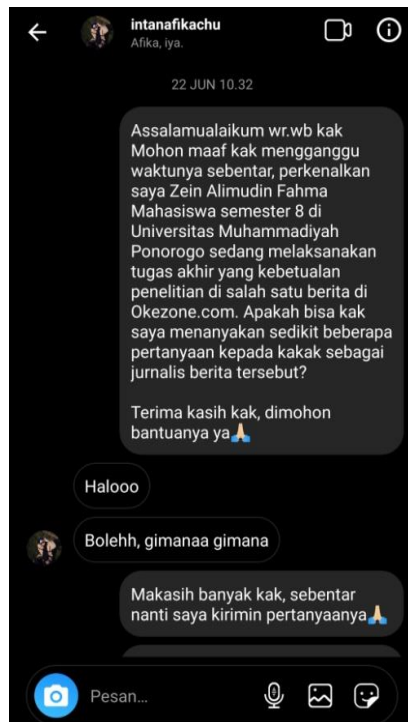 intanafikachu
Afika, iya.
22 JUN 10.32
Assalamualaikum wr.wb kak
Mohon maaf kak mengganggu
waktunya sebentar, perkenalkan
saya Zein Alimudin Fahma
Mahasiswa semester 8 di
Universitas Muhammadiyah
Ponorogo sedang melaksanakan
tugas akhir yang kebetualan
penelitian di salah satu berita di
Okezone.com. Apakah bisa kak
saya menanyakan sedikit beberapa
pertanyaan kepada kakak sebagai
jurnalis berita tersebut?
Terima kasih kak, dimohon
bantuanya ya🙏🏼
Halooo
Bolehh, gimanaa gimana
Makasih banyak kak, sebentar
nanti saya kirimin pertanyaanya🙏🏼
Pesan...